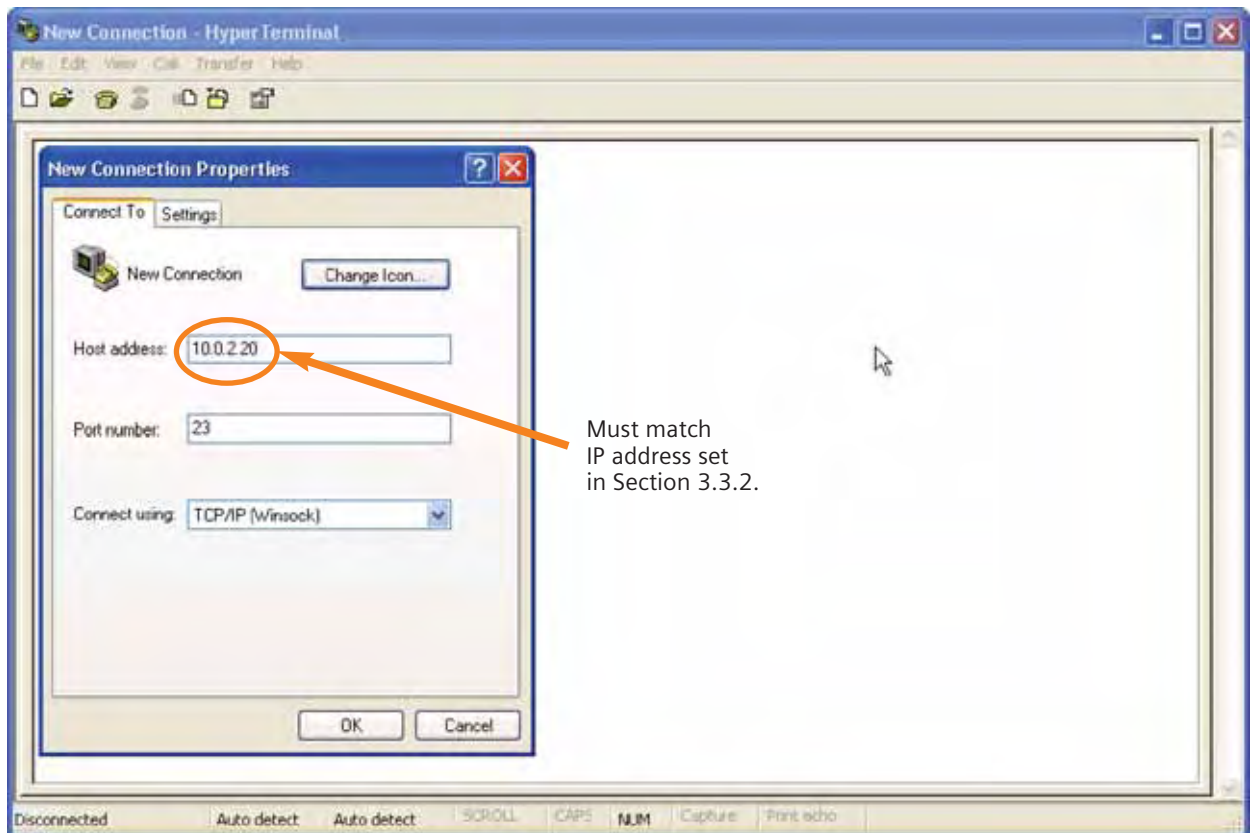 New Connection - HyperTerminal
File Edit View Call Transfer Help
New Connection Properties
Connect To Settings
New Connection Change Icon...
Host address: 10.0.2.20
Port number: 23
Must match
IP address set
in Section 3.3.2.
Connect using: TCP/IP (Winsock)
OK Cancel
Disconnected Auto detect Auto detect SCROLL CAPS NUM Capture Print echo